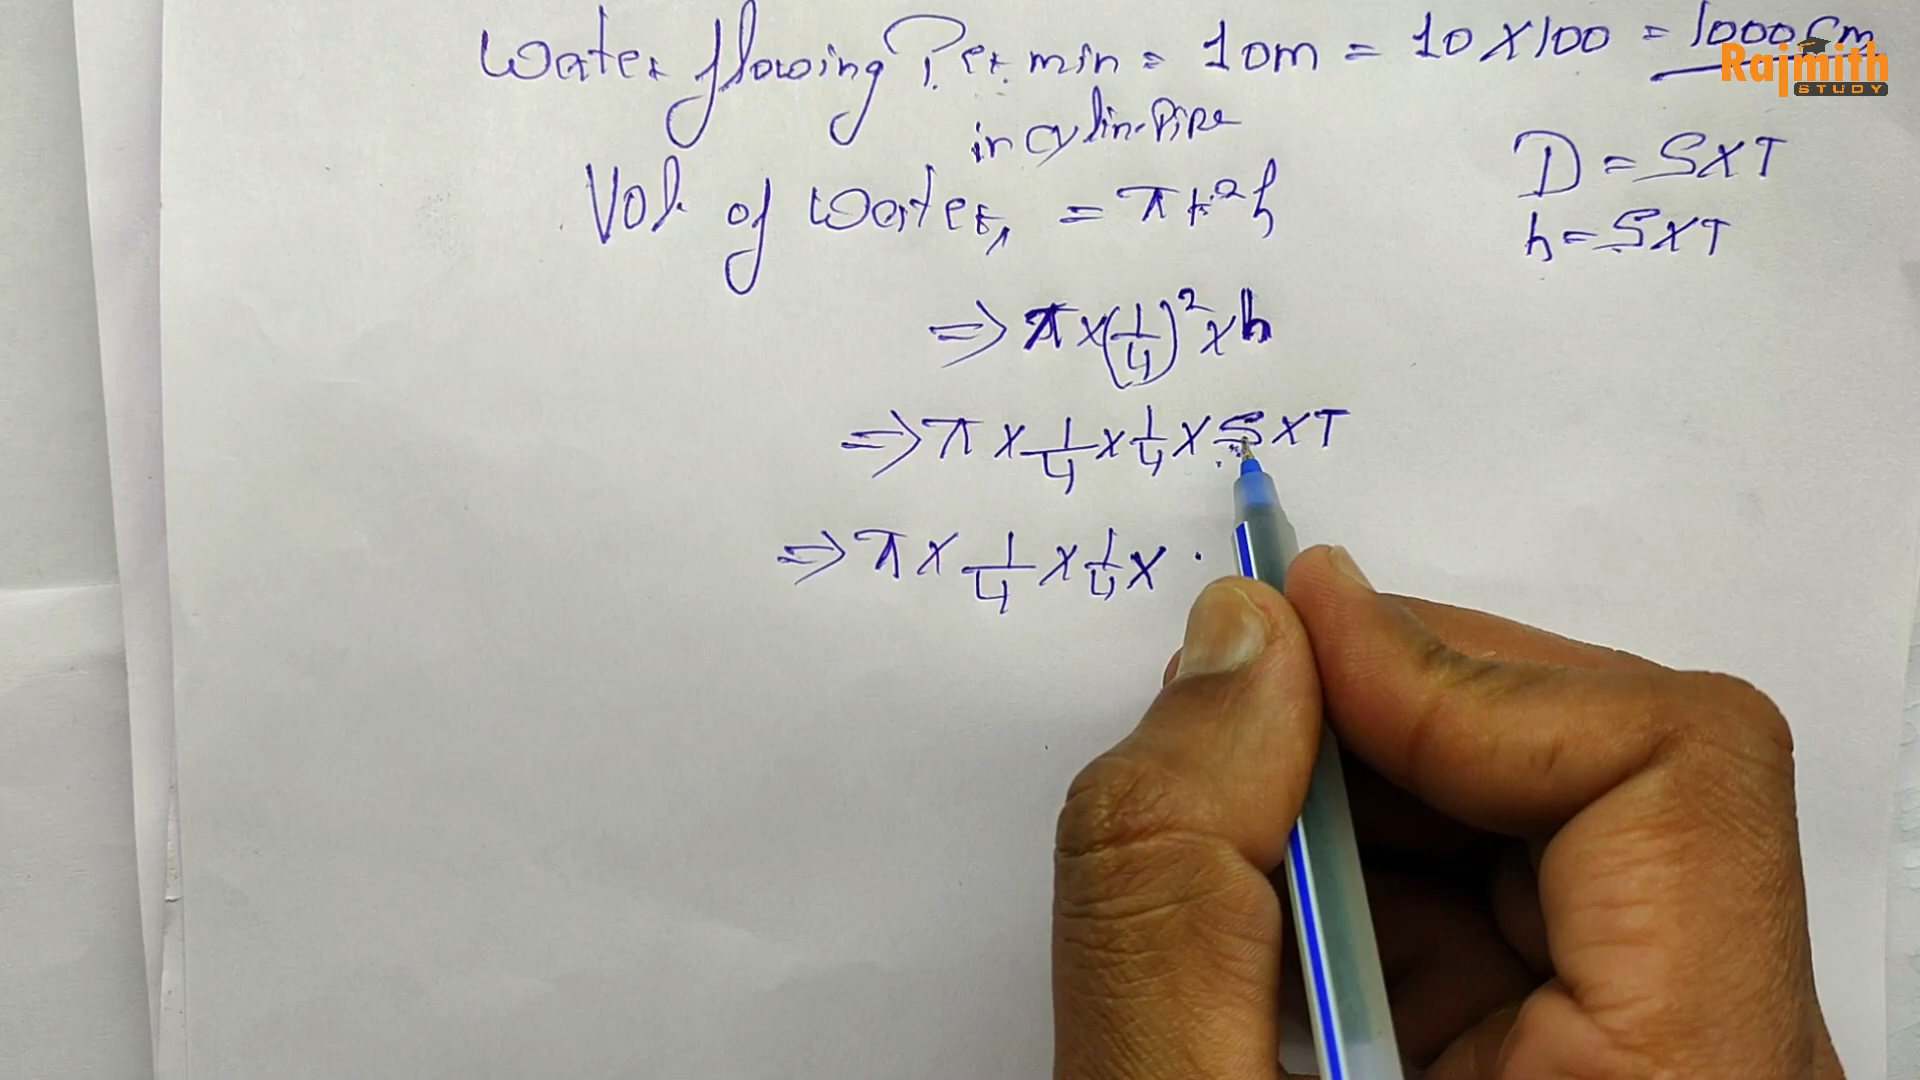 Water flowing Per min = 10m = 10 X 100 = 1000 Cm
Rajmith
STUDY
in cylin. Pipe
Vol. of Water, = πr²h
D = S X T
h = S X T
⇒ π x (1/4)² x h
⇒ π x 1/4 x 1/4 x S x T
⇒ π x 1/4 x 1/4 x